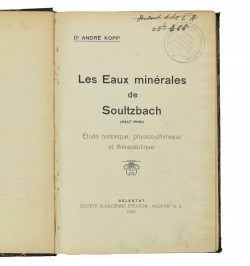 Dr ANDRÉ KOPP
Les Eaux minérales
de
Soultzbach
(HAUT-RHIN)
Étude historique, physico-chimique
et thérapeutique.
SÉLESTAT
SOCIÉTÉ ALSACIENNE D'ÉDITION "ALSATIA" S. A.